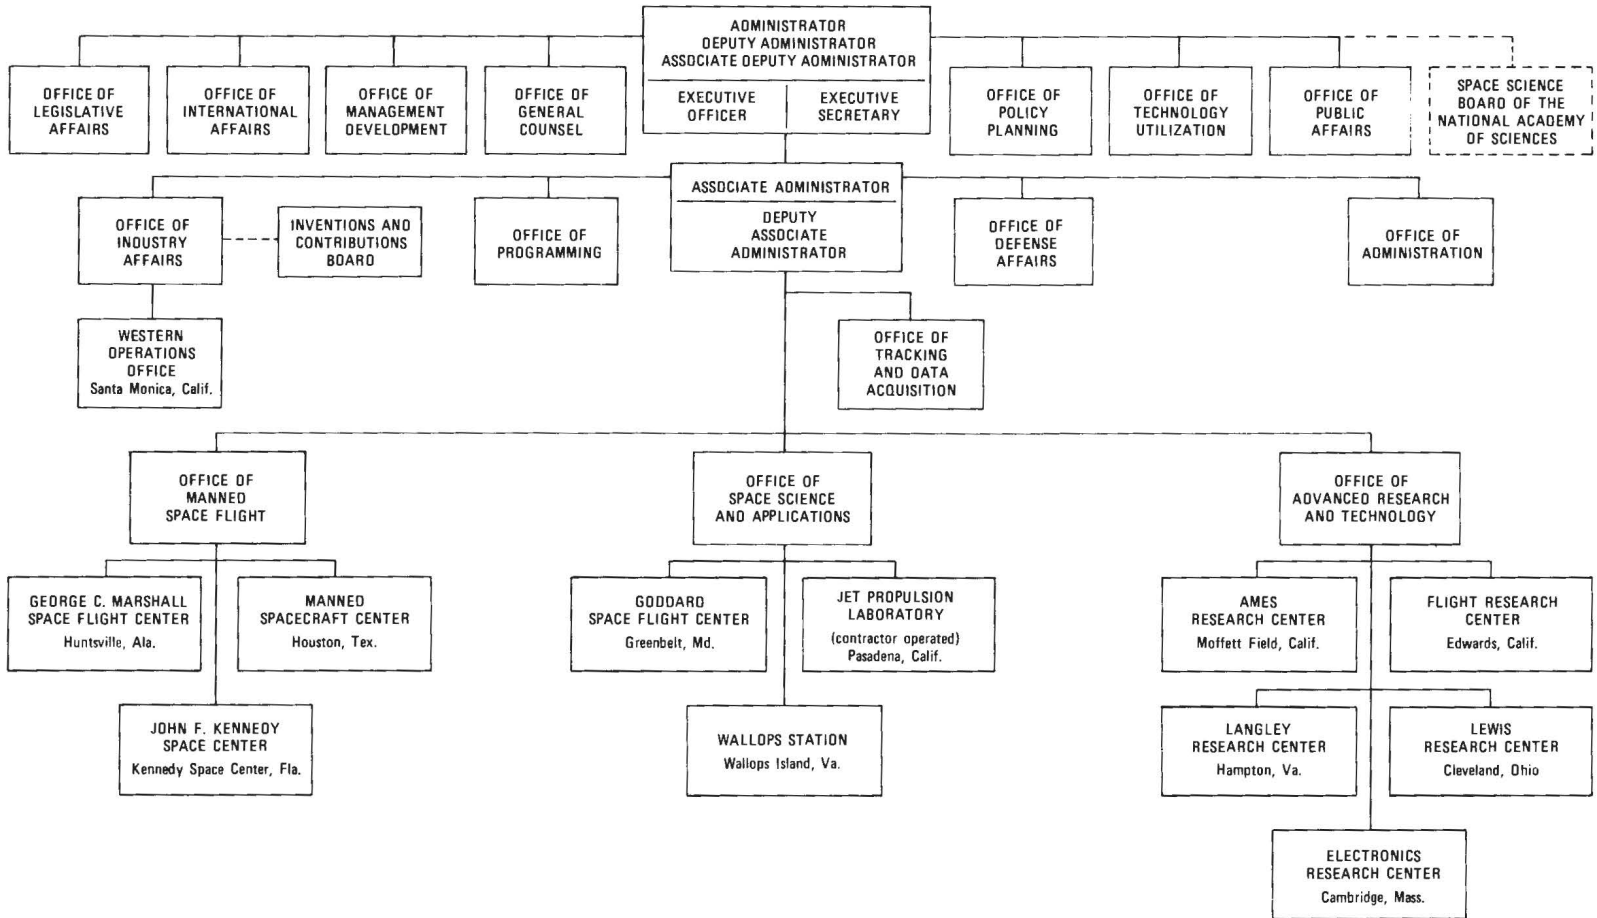 ADMINISTRATOR
DEPUTY ADMINISTRATOR
ASSOCIATE DEPUTY ADMINISTRATOR
EXECUTIVE
OFFICER
EXECUTIVE
SECRETARY
OFFICE OF
LEGISLATIVE
AFFAIRS
OFFICE OF
INTERNATIONAL
AFFAIRS
OFFICE OF
MANAGEMENT
DEVELOPMENT
OFFICE OF
GENERAL
COUNSEL
OFFICE OF
POLICY
PLANNING
OFFICE OF
TECHNOLOGY
UTILIZATION
OFFICE OF
PUBLIC
AFFAIRS
SPACE SCIENCE
BOARD OF THE
NATIONAL ACADEMY
OF SCIENCES
ASSOCIATE ADMINISTRATOR
DEPUTY
ASSOCIATE
ADMINISTRATOR
OFFICE OF
INDUSTRY
AFFAIRS
INVENTIONS AND
CONTRIBUTIONS
BOARD
OFFICE OF
PROGRAMMING
OFFICE OF
DEFENSE
AFFAIRS
OFFICE OF
ADMINISTRATION
WESTERN
OPERATIONS
OFFICE
Santa Monica, Calif.
OFFICE OF
TRACKING
AND DATA
ACQUISITION
OFFICE OF
MANNED
SPACE FLIGHT
OFFICE OF
SPACE SCIENCE
AND APPLICATIONS
OFFICE OF
ADVANCED RESEARCH
AND TECHNOLOGY
GEORGE C. MARSHALL
SPACE FLIGHT CENTER
Huntsville, Ala.
MANNED
SPACECRAFT CENTER
Houston, Tex.
GODDARD
SPACE FLIGHT CENTER
Greenbelt, Md.
JET PROPULSION
LABORATORY
(contractor operated)
Pasadena, Calif.
AMES
RESEARCH CENTER
Moffett Field, Calif.
FLIGHT RESEARCH
CENTER
Edwards, Calif.
JOHN F. KENNEDY
SPACE CENTER
Kennedy Space Center, Fla.
WALLOPS STATION
Wallops Island, Va.
LANGLEY
RESEARCH CENTER
Hampton, Va.
LEWIS
RESEARCH CENTER
Cleveland, Ohio
ELECTRONICS
RESEARCH CENTER
Cambridge, Mass.